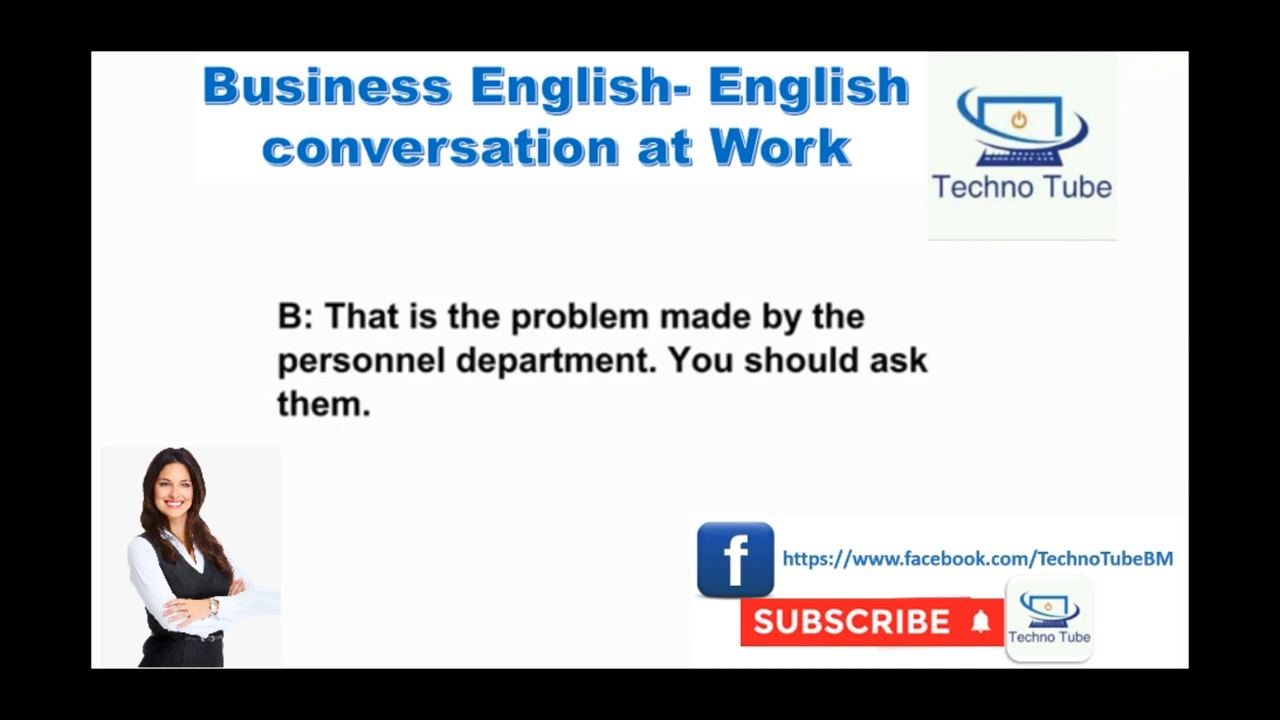 Business English- English
conversation at Work
Techno Tube
B: That is the problem made by the
personnel department. You should ask
them.
f
https://www.facebook.com/TechnoTubeBM
SUBSCRIBE
Techno Tube